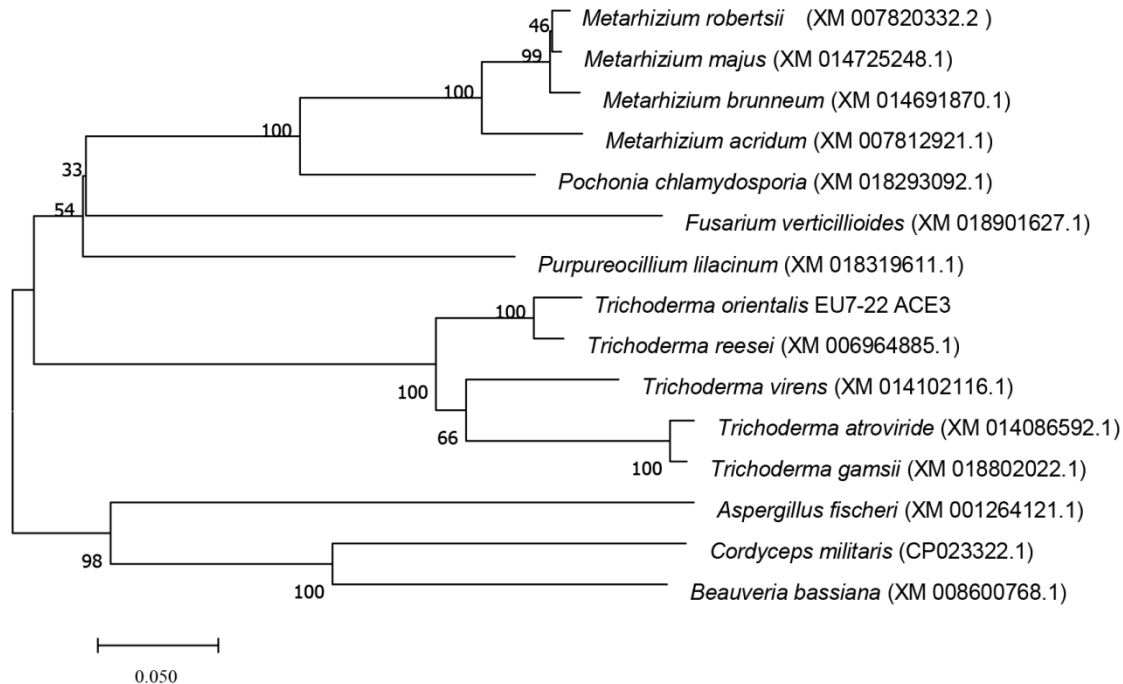 46
Metarhizium robertsii (XM 007820332.2 )
99
Metarhizium majus (XM 014725248.1)
100
Metarhizium brunneum (XM 014691870.1)
100
Metarhizium acridum (XM 007812921.1)
33
Pochonia chlamydosporia (XM 018293092.1)
54
Fusarium verticillioides (XM 018901627.1)
Purpureocillium lilacinum (XM 018319611.1)
100
Trichoderma orientalis EU7-22 ACE3
Trichoderma reesei (XM 006964885.1)
100
Trichoderma virens (XM 014102116.1)
66
Trichoderma atroviride (XM 014086592.1)
100
Trichoderma gamsii (XM 018802022.1)
Aspergillus fischeri (XM 001264121.1)
98
Cordyceps militaris (CP023322.1)
100
Beauveria bassiana (XM 008600768.1)
0.050